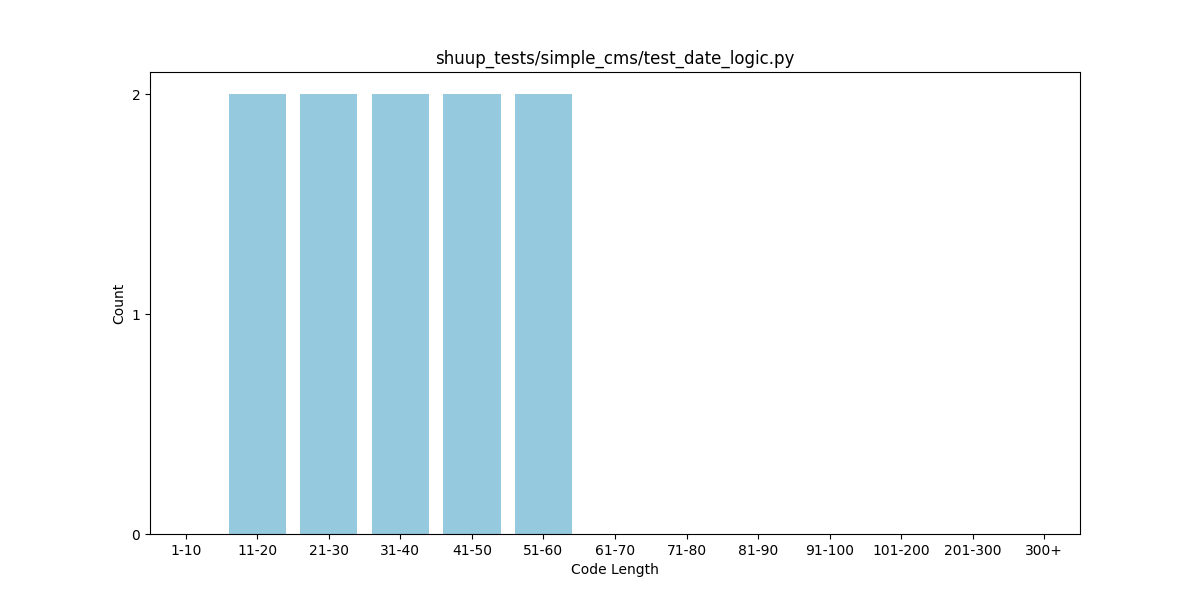 shuup_tests/simple_cms/test_date_logic.py
Count
2
1
0
1-10 11-20 21-30 31-40 41-50 51-60 61-70 71-80 81-90 91-100 101-200 201-300 300+
Code Length